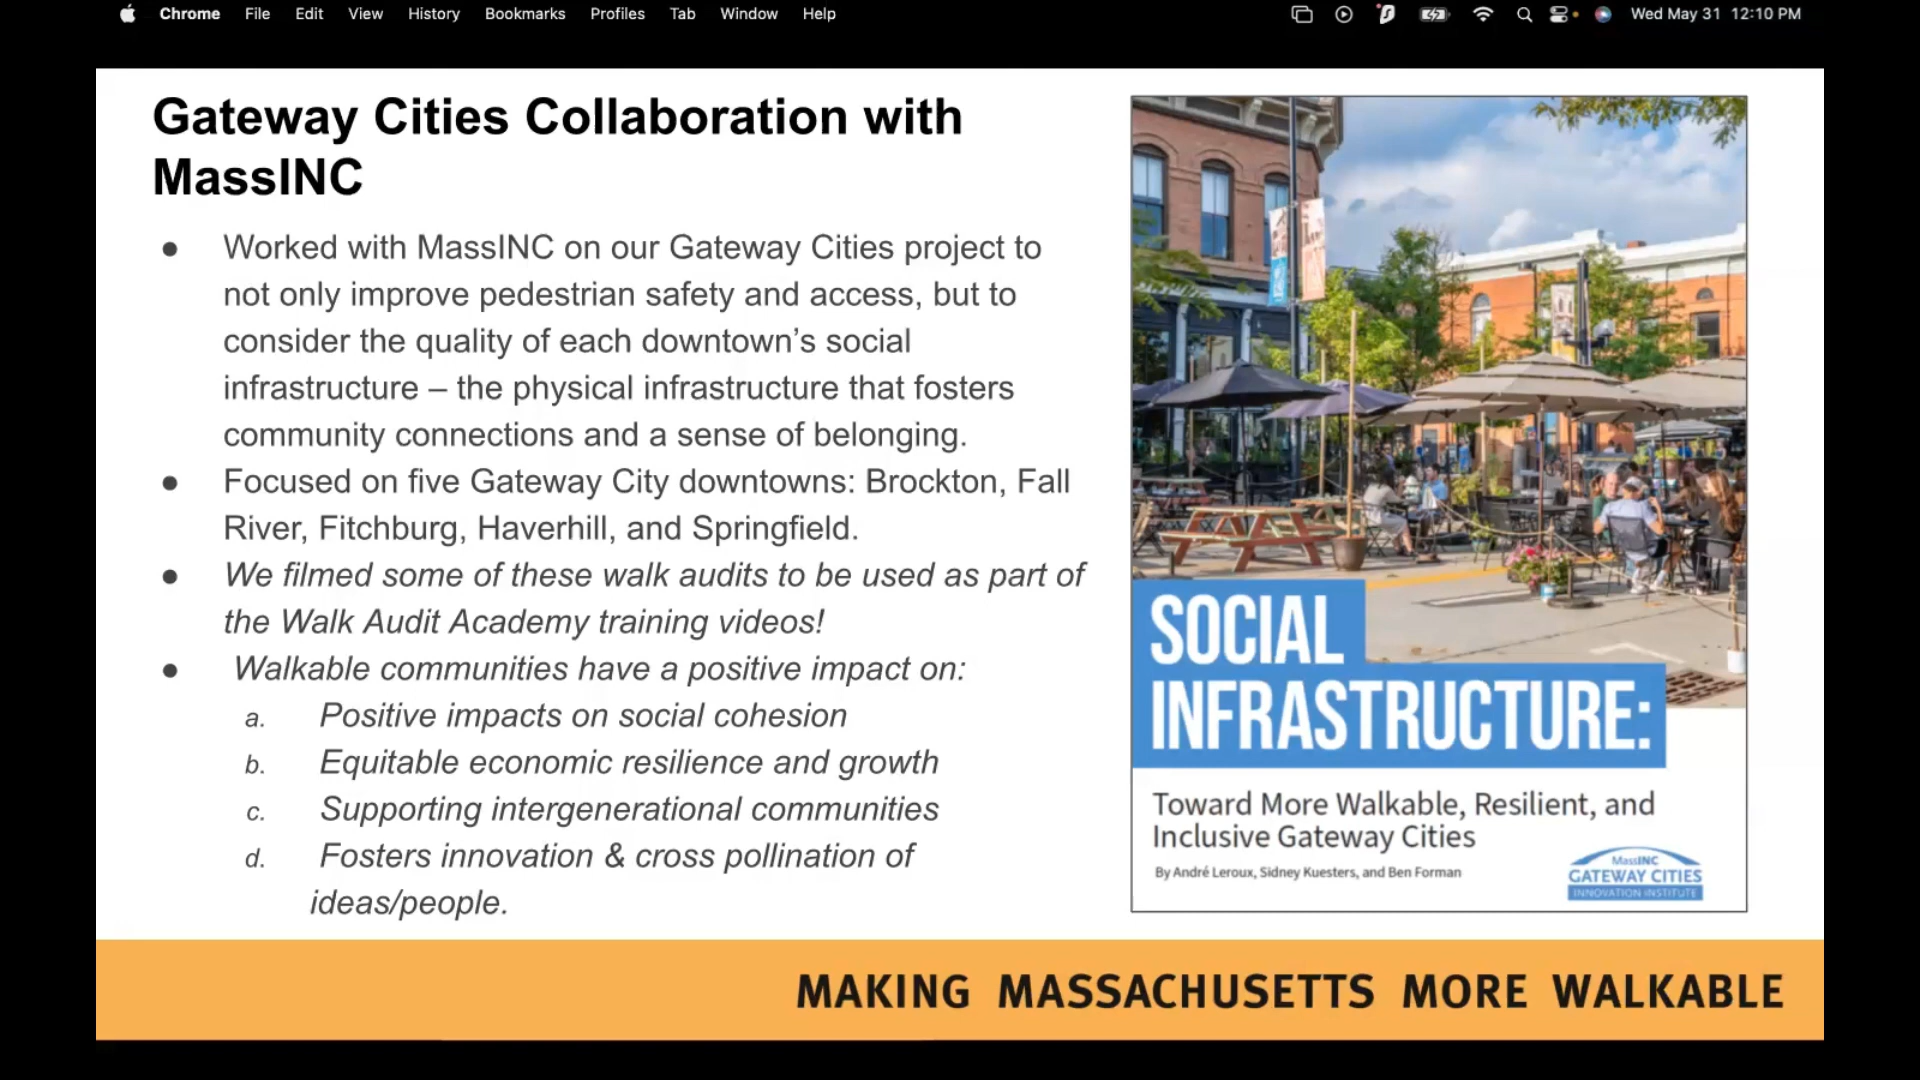 Chrome File Edit View History Bookmarks Profiles Tab Window Help Wed May 31 12:10 PM
Gateway Cities Collaboration with
MassINC
● Worked with MassINC on our Gateway Cities project to
not only improve pedestrian safety and access, but to
consider the quality of each downtown’s social
infrastructure – the physical infrastructure that fosters
community connections and a sense of belonging.
● Focused on five Gateway City downtowns: Brockton, Fall
River, Fitchburg, Haverhill, and Springfield.
● We filmed some of these walk audits to be used as part of
the Walk Audit Academy training videos!
● Walkable communities have a positive impact on:
a. Positive impacts on social cohesion
b. Equitable economic resilience and growth
c. Supporting intergenerational communities
d. Fosters innovation & cross pollination of
ideas/people.
SOCIAL
INFRASTRUCTURE:
Toward More Walkable, Resilient, and
Inclusive Gateway Cities
By André Leroux, Sidney Kuesters, and Ben Forman
MassINC
GATEWAY CITIES
INNOVATION INSTITUTE
MAKING MASSACHUSETTS MORE WALKABLE